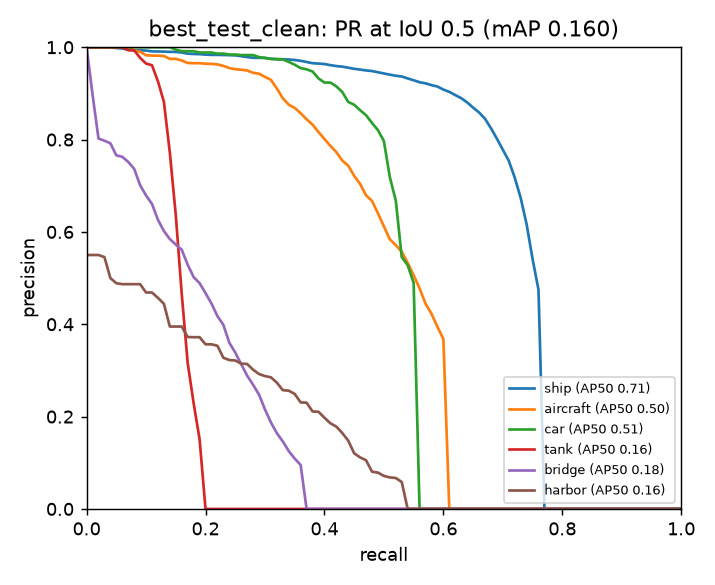 best_test_clean: PR at IoU 0.5 (mAP 0.160)
1.0
0.8
0.6
0.4
0.2
0.0
precision
ship (AP50 0.71)
aircraft (AP50 0.50)
car (AP50 0.51)
tank (AP50 0.16)
bridge (AP50 0.18)
harbor (AP50 0.16)
0.0 0.2 0.4 0.6 0.8 1.0
recall